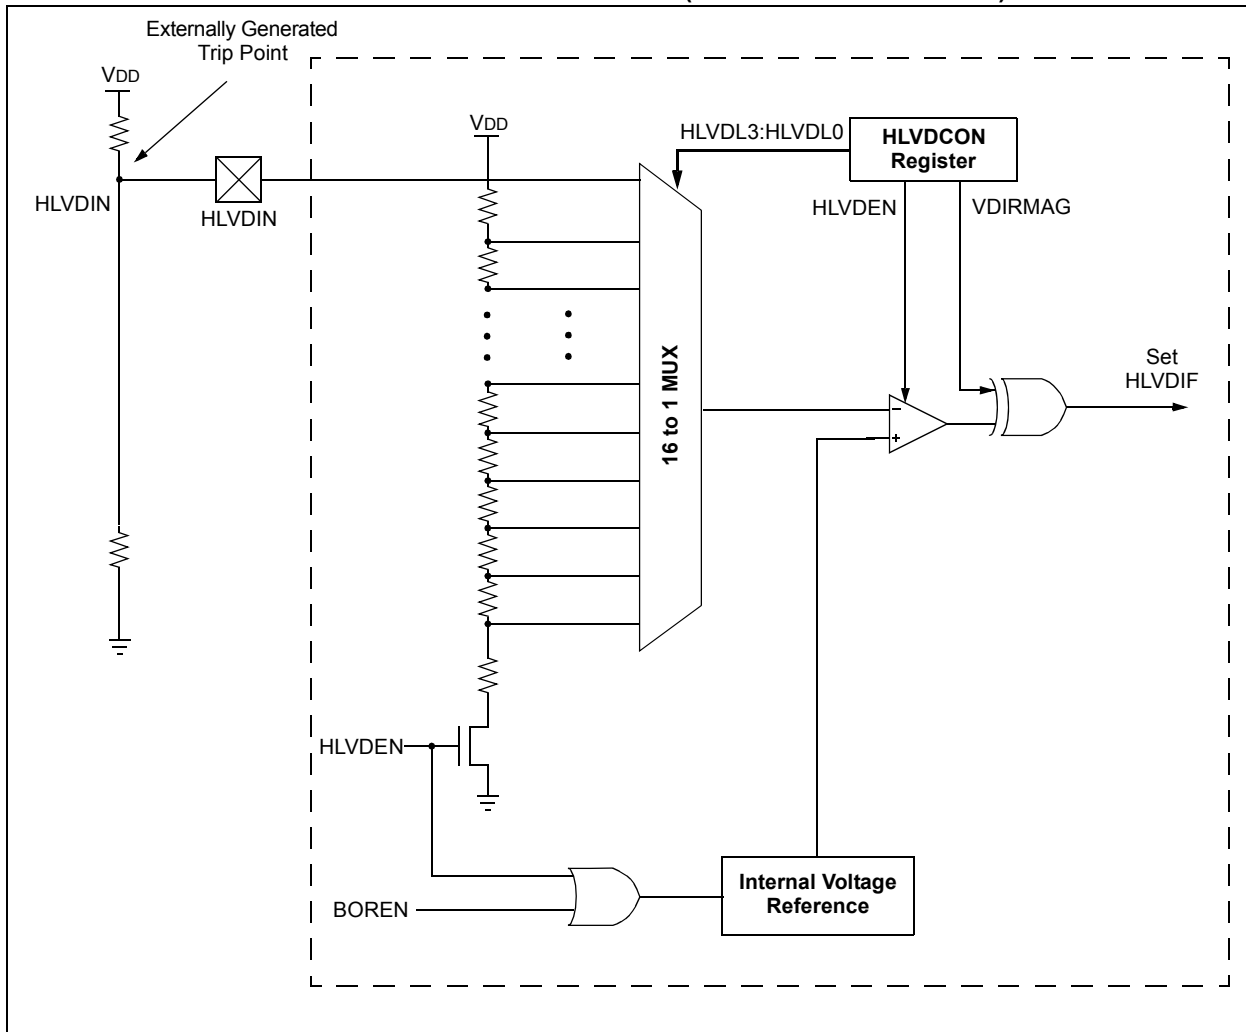 Externally Generated
Trip Point
VDD
VDD
HLVDL3:HLVDL0
HLVDCON
Register
HLVDIN
HLVDIN
HLVDEN
VDIRMAG
16 to 1 MUX
Set
HLVDIF
–
+
HLVDEN
BOREN
Internal Voltage
Reference